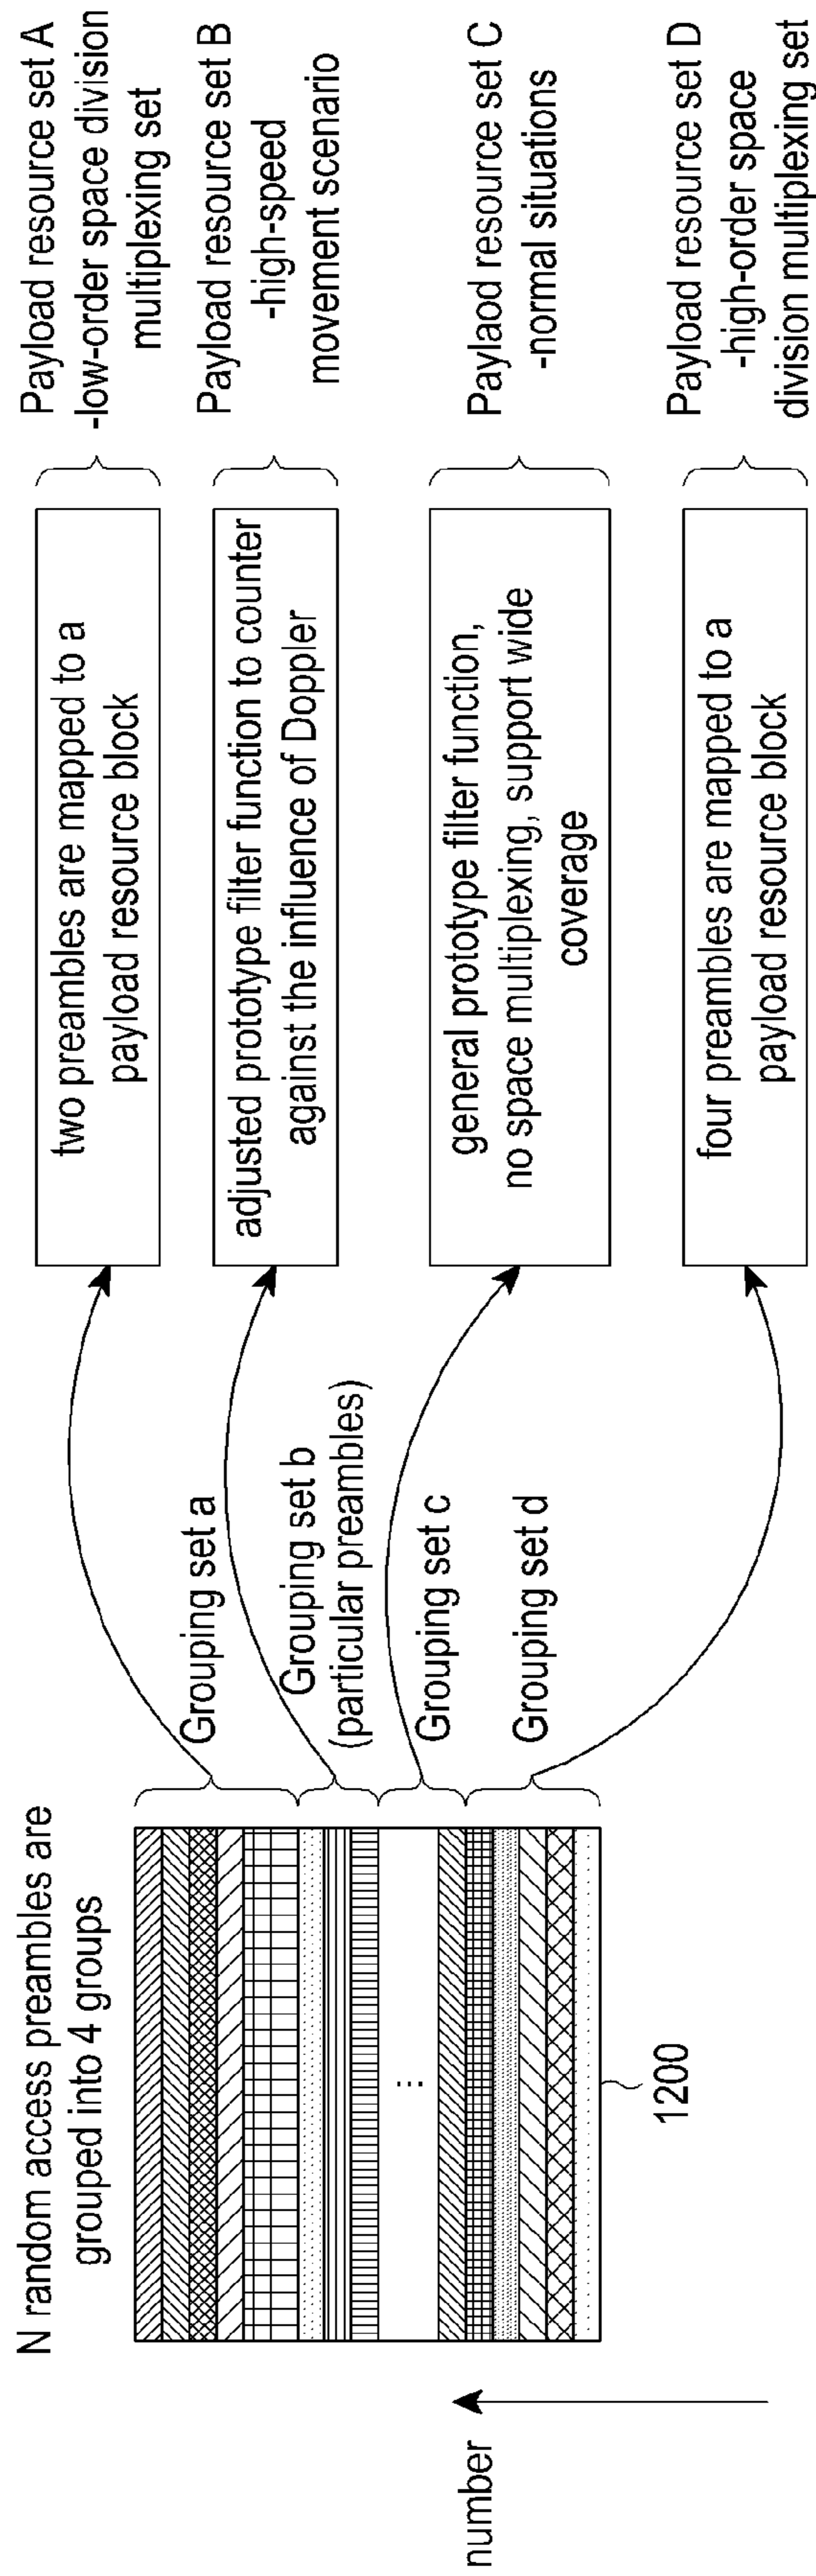 N random access preambles are
grouped into 4 groups
number
1200
...
Grouping set a
Grouping set b
(particular preambles)
Grouping set c
Grouping set d
two preambles are mapped to a
payload resource block
adjusted prototype filter function to counter
against the influence of Doppler
general prototype filter function,
no space multiplexing, support wide
coverage
four preambles are mapped to a
payload resource block
Payload resource set A
-low-order space division
multiplexing set
Payload resource set B
-high-speed
movement scenario
Paylaod resource set C
-normal situations
Payload resource set D
-high-order space
division multiplexing set